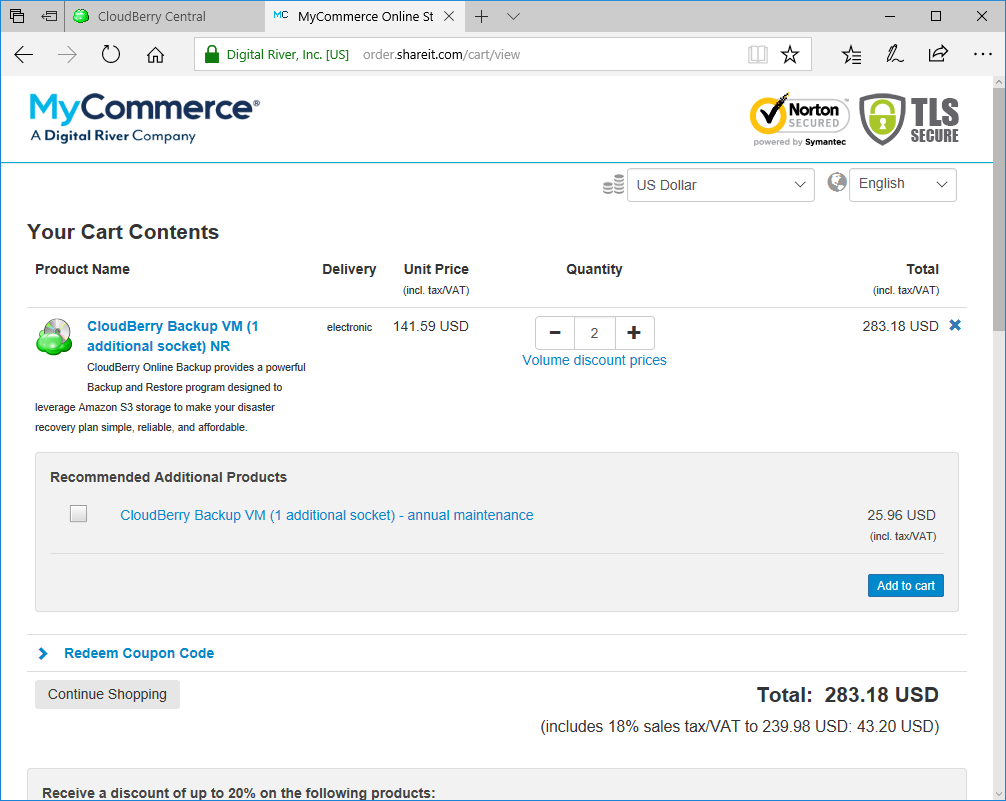 CloudBerry Central
MC MyCommerce Online St
Digital River, Inc. [US] order.shareit.com/cart/view
MyCommerce®
A Digital River Company
Norton
SECURED
powered by Symantec
TLS
SECURE
US Dollar
English
Your Cart Contents
Product Name Delivery Unit Price Quantity Total
(incl. tax/VAT) (incl. tax/VAT)
CloudBerry Backup VM (1 electronic 141.59 USD 2 283.18 USD
additional socket) NR
Volume discount prices
CloudBerry Online Backup provides a powerful
Backup and Restore program designed to
leverage Amazon S3 storage to make your disaster
recovery plan simple, reliable, and affordable.
Recommended Additional Products
CloudBerry Backup VM (1 additional socket) - annual maintenance 25.96 USD
(incl. tax/VAT)
Add to cart
Redeem Coupon Code
Continue Shopping
Total: 283.18 USD
(includes 18% sales tax/VAT to 239.98 USD: 43.20 USD)
Receive a discount of up to 20% on the following products: